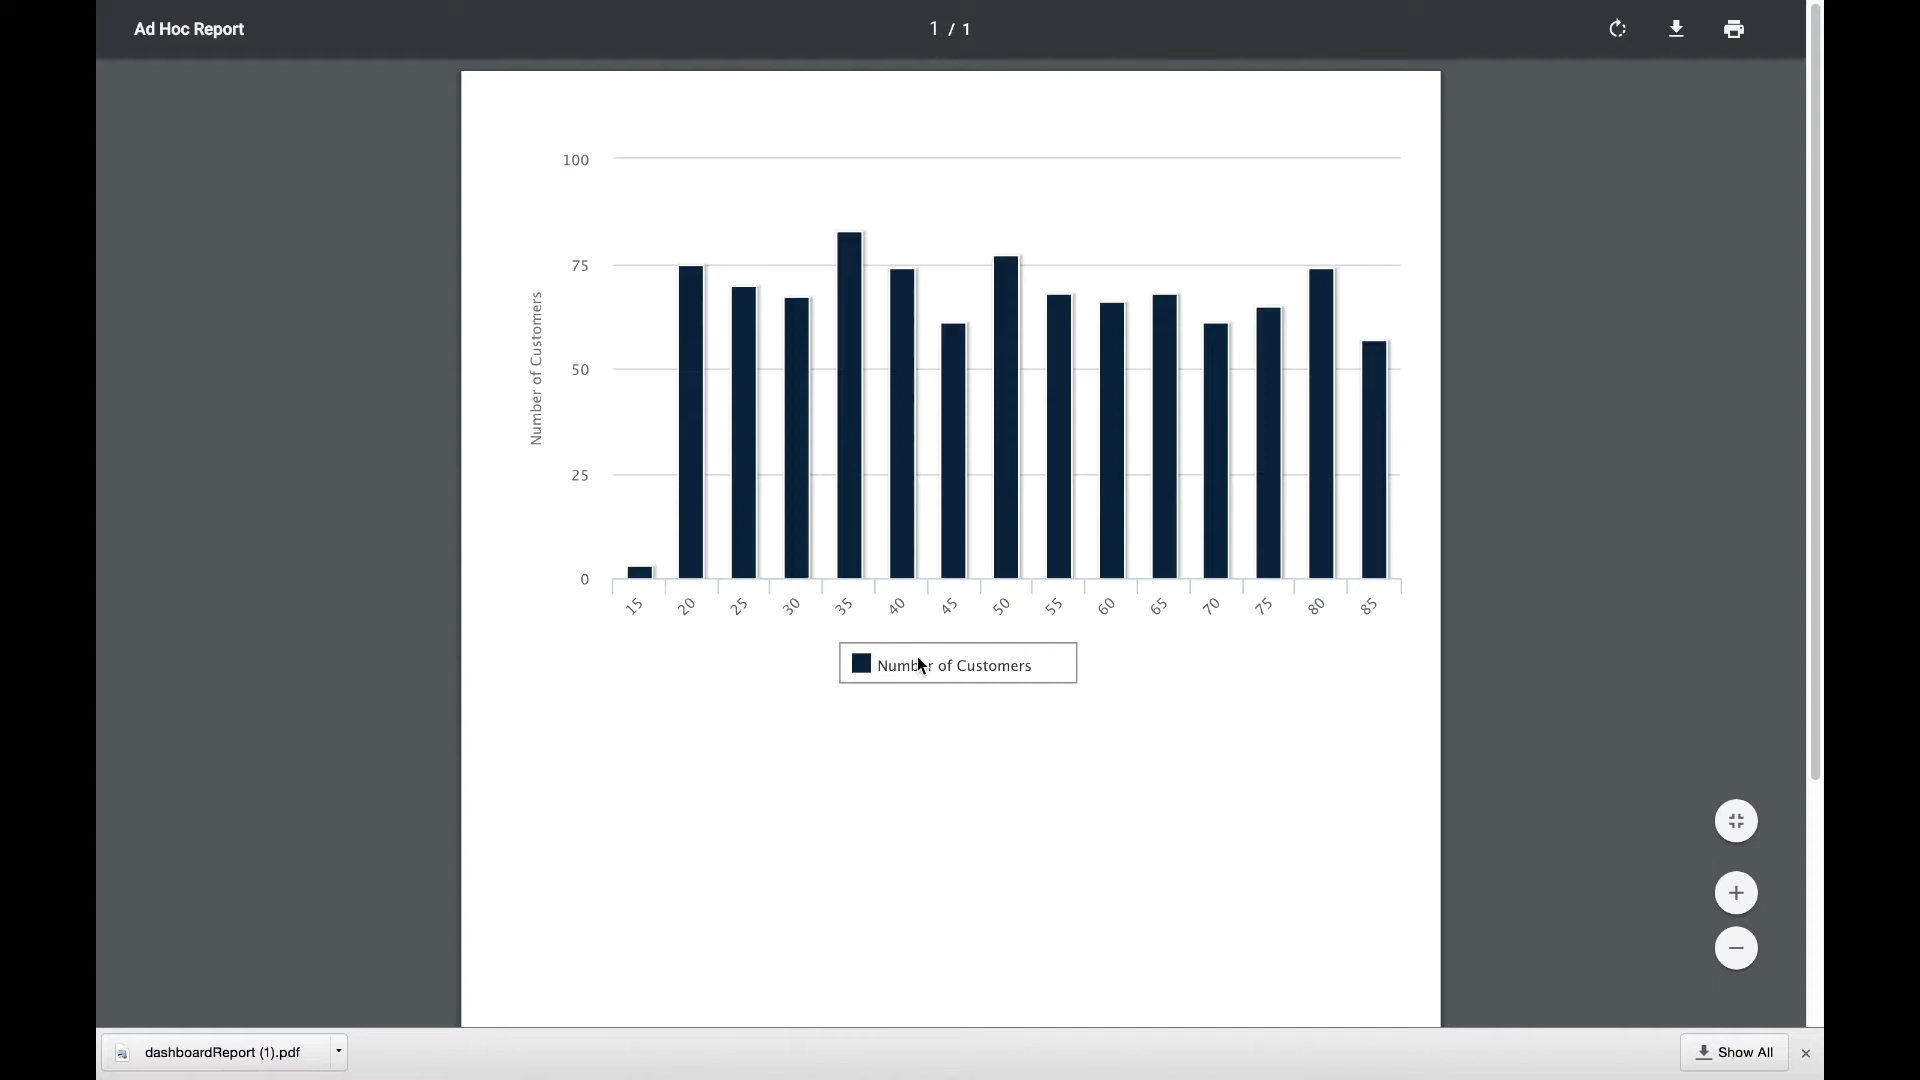 Ad Hoc Report
1 / 1
100
75
50
25
0
Number of Customers
15 20 25 30 35 40 45 50 55 60 65 70 75 80 85
Number of Customers
dashboardReport (1).pdf
Show All